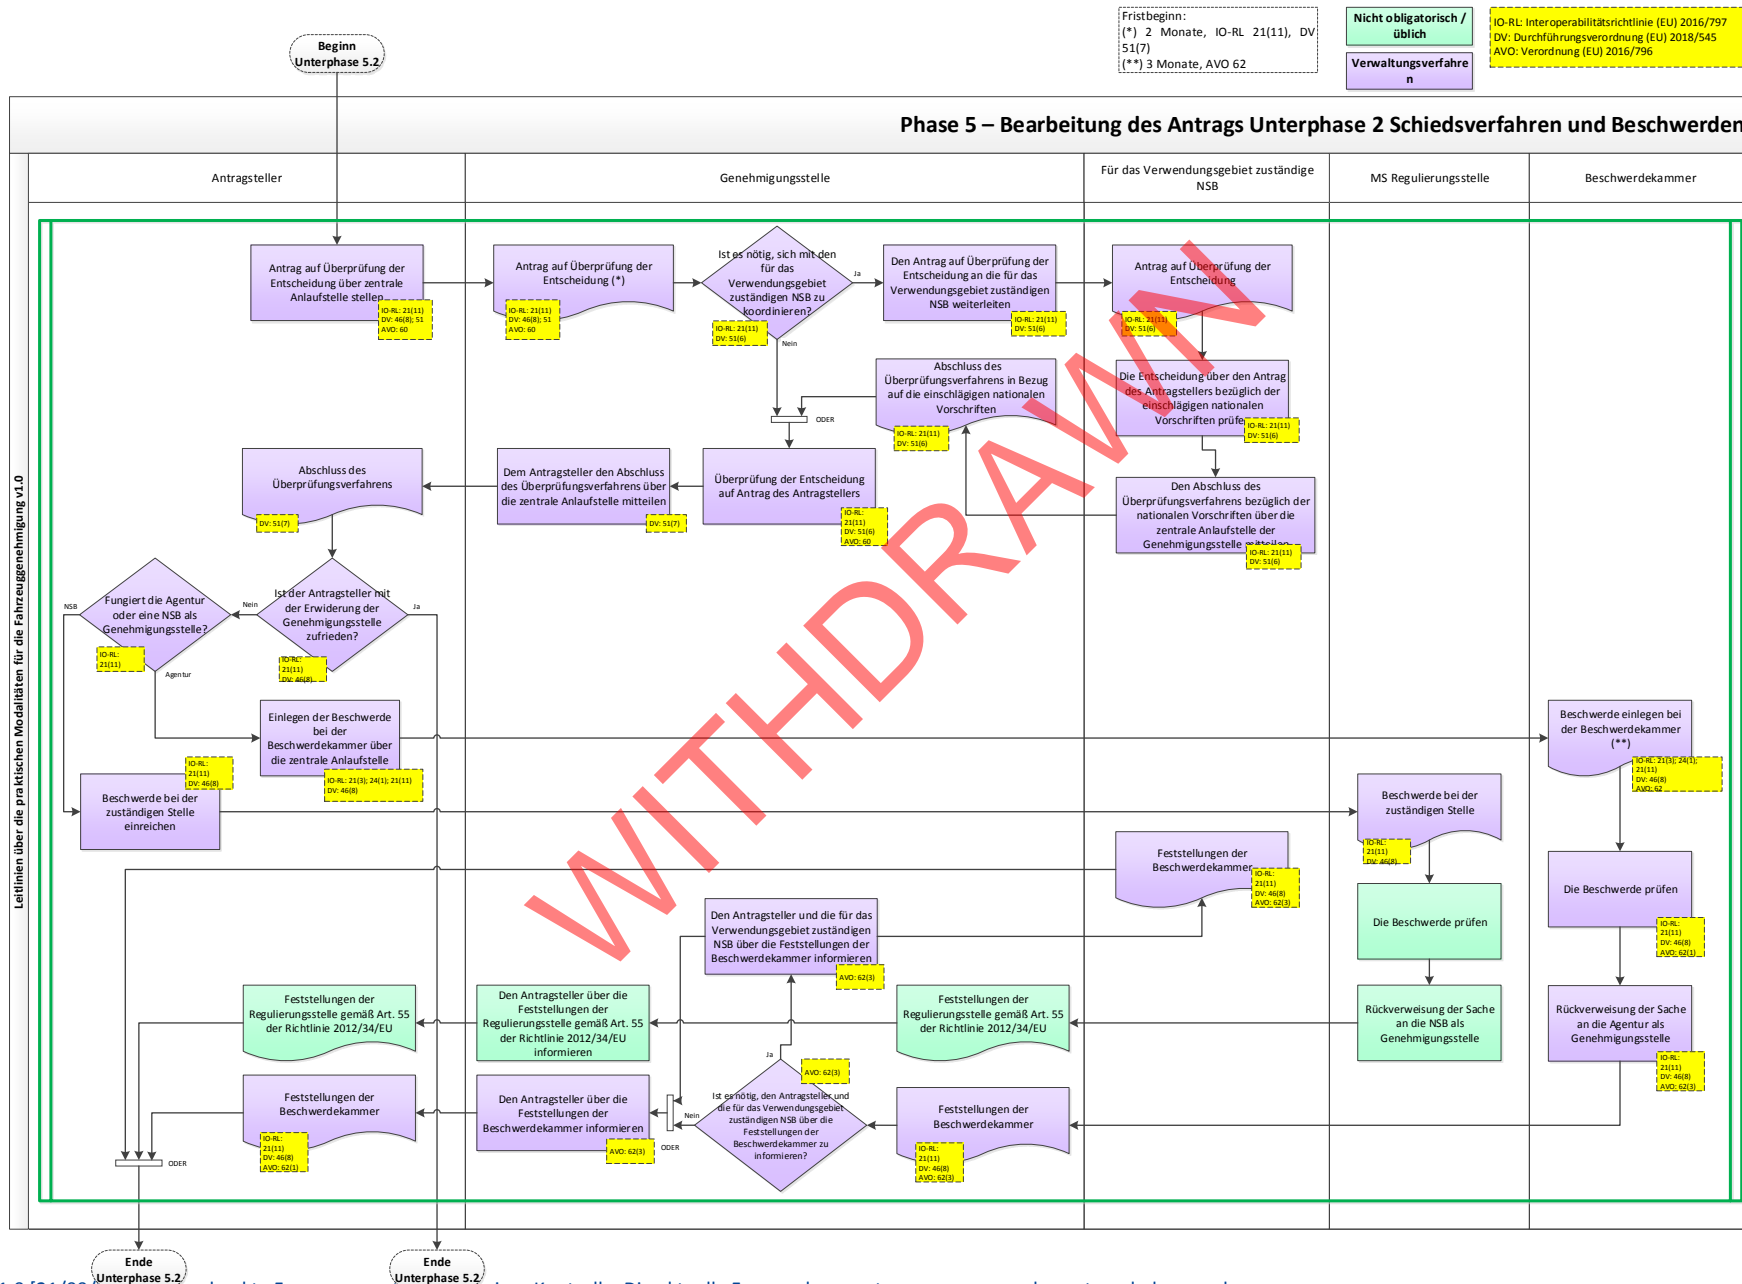 Fristbeginn:
(*) 2 Monate, IO-RL 21(11), DV
51(7)
(**) 3 Monate, AVO 62
Nicht obligatorisch /
üblich
Verwaltungsverfahre
n
IO-RL: Interoperabilitätsrichtlinie (EU) 2016/797
DV: Durchführungsverordnung (EU) 2018/545
AVO: Verordnung (EU) 2016/796
Beginn
Unterphase 5.2
Phase 5 – Bearbeitung des Antrags Unterphase 2 Schiedsverfahren und Beschwerden
Leitlinien über die praktischen Modalitäten für die Fahrzeuggenehmigung v1.0
Antragsteller
Genehmigungsstelle
Für das Verwendungsgebiet zuständige
NSB
MS Regulierungsstelle
Beschwerdekammer
Antrag auf Überprüfung der
Entscheidung über zentrale
Anlaufstelle stellen
IO-RL: 21(11)
DV: 46(8); 51
AVO: 60
Antrag auf Überprüfung der
Entscheidung (*)
IO-RL: 21(11)
DV: 46(8); 51
AVO: 60
Ist es nötig, sich mit den
für das
Verwendungsgebiet
zuständigen NSB zu
koordinieren?
IO-RL: 21(11)
DV: 51(6)
Ja
Nein
Den Antrag auf Überprüfung der
Entscheidung an die für das
Verwendungsgebiet zuständigen
NSB weiterleiten
IO-RL: 21(11)
DV: 51(6)
Antrag auf Überprüfung der
Entscheidung
IO-RL: 21(11)
DV: 51(6)
Abschluss des
Überprüfungsverfahrens in Bezug
auf die einschlägigen nationalen
Vorschriften
IO-RL: 21(11)
DV: 51(6)
Die Entscheidung über den Antrag
des Antragstellers bezüglich der
einschlägigen nationalen
Vorschriften prüfe
IO-RL: 21(11)
DV: 51(6)
ODER
Abschluss des
Überprüfungsverfahrens
DV: 51(7)
Dem Antragsteller den Abschluss
des Überprüfungsverfahrens über
die zentrale Anlaufstelle mitteilen
DV: 51(7)
Überprüfung der Entscheidung
auf Antrag des Antragstellers
IO-RL:
21(11)
DV: 51(6)
AVO: 60
Den Abschluss des
Überprüfungsverfahrens bezüglich der
nationalen Vorschriften über die
zentrale Anlaufstelle der
Genehmigungsstelle mitteilen
IO-RL: 21(11)
DV: 51(6)
NSB
Fungiert die Agentur
oder eine NSB als
Genehmigungsstelle?
IO-RL:
21(11)
Agentur
Nein
Ist der Antragsteller mit
der Erwiderung der
Genehmigungsstelle
zufrieden?
IO-RL:
21(11)
DV: 46(8)
Ja
Einlegen der Beschwerde
bei der
Beschwerdekammer über
die zentrale Anlaufstelle
IO-RL: 21(3); 24(1); 21(11)
DV: 46(8)
Beschwerde einlegen bei
der Beschwerdekammer
(**)
IO-RL: 21(3); 24(1);
21(11)
DV: 46(8)
AVO: 62
IO-RL:
21(11)
DV: 46(8)
Beschwerde bei der
zuständigen Stelle
einreichen
Beschwerde bei der
zuständigen Stelle
IO-RL:
21(11)
DV: 46(8)
Feststellungen der
Beschwerdekammer
IO-RL:
21(11)
DV: 46(8)
AVO: 62(3)
Die Beschwerde prüfen
Die Beschwerde prüfen
IO-RL:
21(11)
DV: 46(8)
AVO: 62(1)
Den Antragsteller und die für das
Verwendungsgebiet zuständigen
NSB über die Feststellungen der
Beschwerdekammer informieren
AVO: 62(3)
Feststellungen der
Regulierungsstelle gemäß Art. 55
der Richtlinie 2012/34/EU
Den Antragsteller über die
Feststellungen der
Regulierungsstelle gemäß Art. 55
der Richtlinie 2012/34/EU
informieren
Feststellungen der
Regulierungsstelle gemäß Art. 55
der Richtlinie 2012/34/EU
Rückverweisung der Sache
an die NSB als
Genehmigungsstelle
Rückverweisung der Sache
an die Agentur als
Genehmigungsstelle
IO-RL:
21(11)
DV: 46(8)
AVO: 62(3)
Feststellungen der
Beschwerdekammer
IO-RL:
21(11)
DV: 46(8)
AVO: 62(1)
Den Antragsteller über die
Feststellungen der
Beschwerdekammer informieren
AVO: 62(3)
ODER
Nein
Ja
AVO: 62(3)
Ist es nötig, den Antragsteller und
die für das Verwendungsgebiet
zuständigen NSB über die
Feststellungen der
Beschwerdekammer zu
informieren?
Feststellungen der
Beschwerdekammer
IO-RL:
21(11)
DV: 46(8)
AVO: 62(3)
ODER
Ende
Unterphase 5.2
Ende
Unterphase 5.2
WITHDRAWN